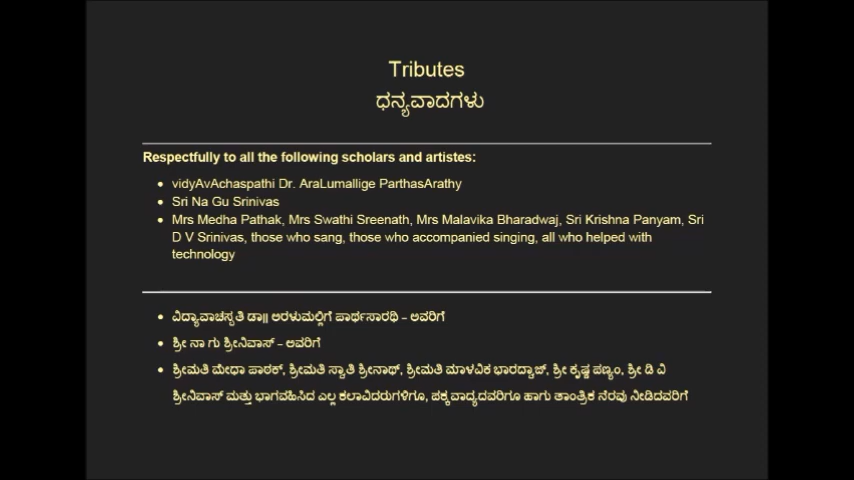 Tributes
ಧನ್ಯವಾದಗಳು
Respectfully to all the following scholars and artistes:
• vidyAvAchaspathi Dr. AraLumallige ParthasArathy
• Sri Na Gu Srinivas
• Mrs Medha Pathak, Mrs Swathi Sreenath, Mrs Malavika Bharadwaj, Sri Krishna Panyam, Sri
D V Srinivas, those who sang, those who accompanied singing, all who helped with
technology
• ವಿದ್ಯಾವಾಚಸ್ಪತಿ ಡಾ|| ಅರಳುಮಲ್ಲಿಗೆ ಪಾರ್ಥಸಾರಥಿ – ಅವರಿಗೆ
• ಶ್ರೀ ನಾ ಗು ಶ್ರೀನಿವಾಸ್ – ಅವರಿಗೆ
• ಶ್ರೀಮತಿ ಮೇಧಾ ಪಾಠಕ್, ಶ್ರೀಮತಿ ಸ್ವಾತಿ ಶ್ರೀನಾಥ್, ಶ್ರೀಮತಿ ಮಾಳವಿಕ ಭಾರದ್ವಾಜ್, ಶ್ರೀ ಕೃಷ್ಣ ಪಣ್ಯಂ, ಶ್ರೀ ಡಿ ವಿ
ಶ್ರೀನಿವಾಸ್ ಮತ್ತು ಭಾಗವಹಿಸಿದ ಎಲ್ಲ ಕಲಾವಿದರುಗಳಿಗೂ, ಪಕ್ಕವಾದ್ಯದವರಿಗೂ ಹಾಗು ತಾಂತ್ರಿಕ ನೆರವು ನೀಡಿದವರಿಗೆ